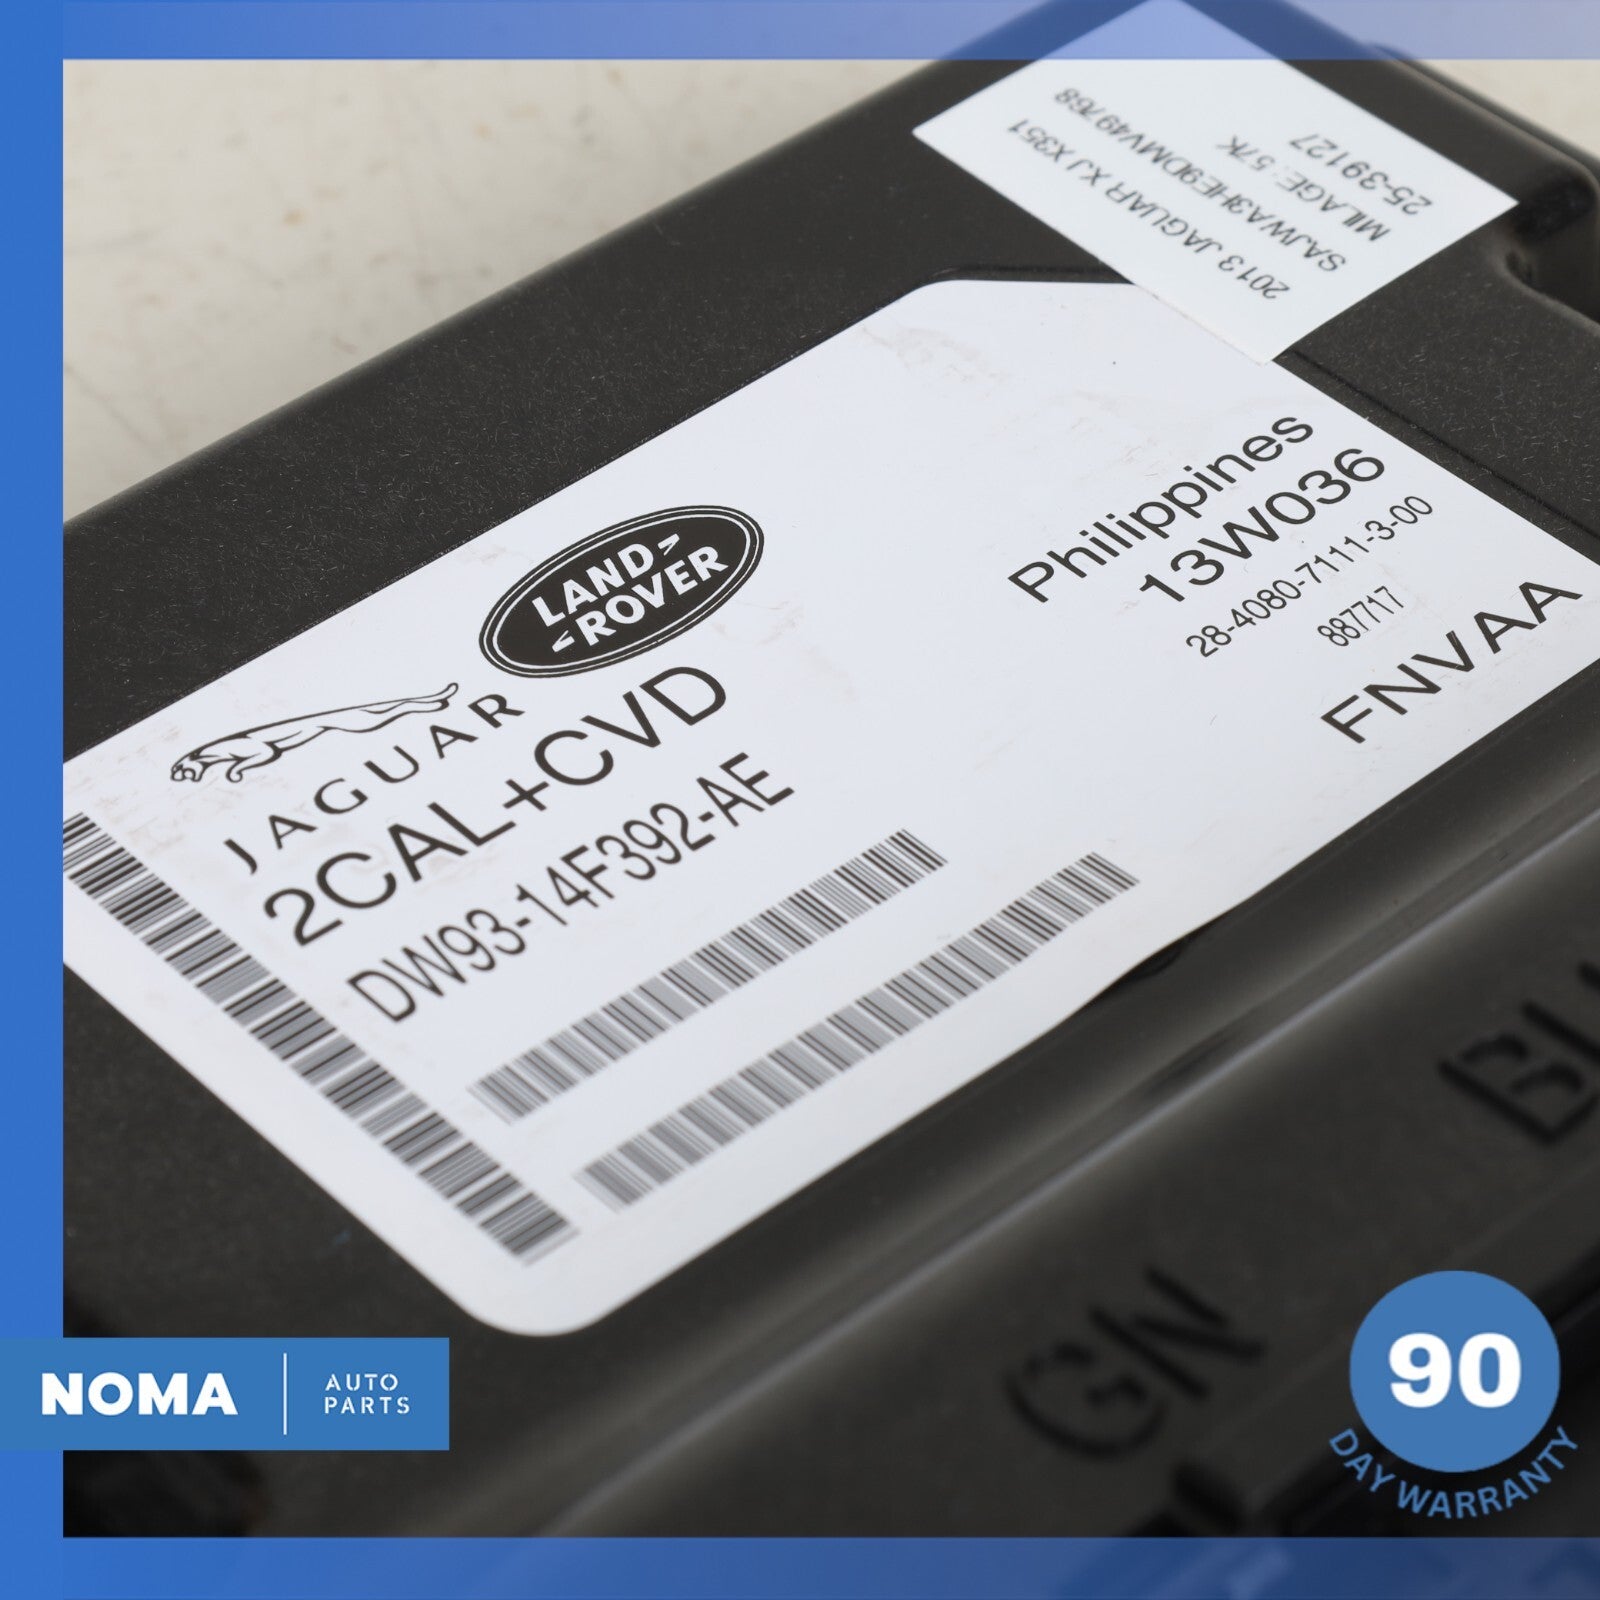 2013 JAGUAR XJ X351
SAJWA3HE9DMV49768
MILAGE: 57K
25-39127
LAND
ROVER
JAGUAR
2CAL+CVD
DW93-14F392-AE
Philippines
13W036
28-4080-7111-3-00
887717
FNVAA
GN
NOMA
AUTO
PARTS
90
DAY WARRANTY